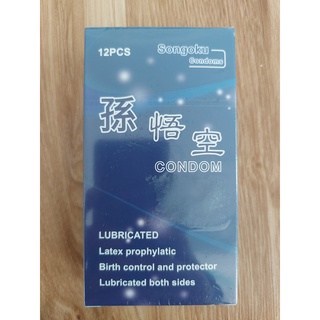 12PCS
Songoku
Condoms
孫悟空
CONDOM
LUBRICATED
Latex prophylatic
Birth control and protector
Lubricated both sides